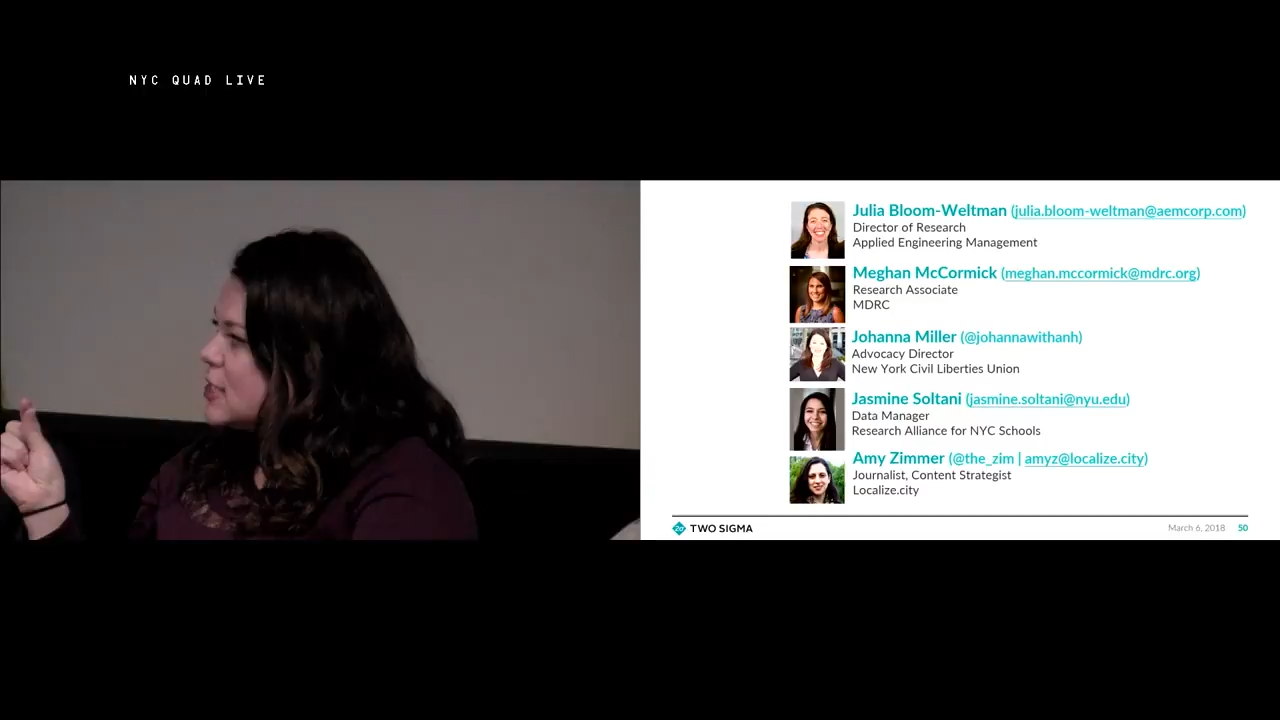 NYC QUAD LIVE
Julia Bloom-Weltman (julia.bloom-weltman@aemcorp.com)
Director of Research
Applied Engineering Management
Meghan McCormick (meghan.mccormick@mdrc.org)
Research Associate
MDRC
Johanna Miller (@johannawithanh)
Advocacy Director
New York Civil Liberties Union
Jasmine Soltani (jasmine.soltani@nyu.edu)
Data Manager
Research Alliance for NYC Schools
Amy Zimmer (@the_zim | amyz@localize.city)
Journalist, Content Strategist
Localize.city
2σ TWO SIGMA
March 6, 2018 50